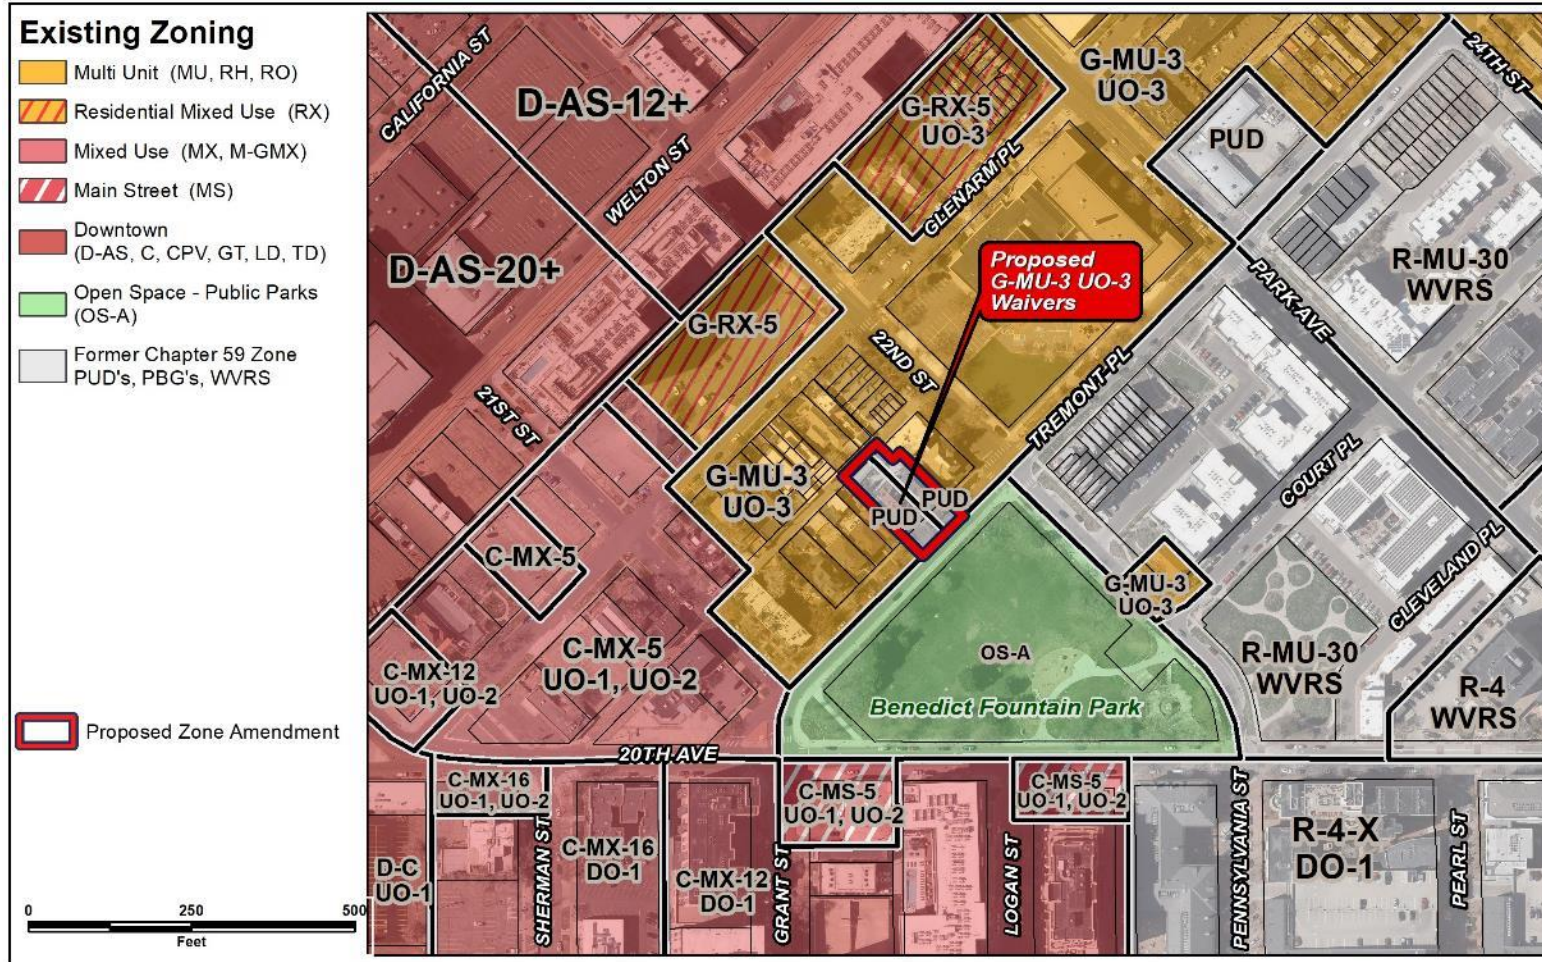 Existing Zoning
Multi Unit (MU, RH, RO)
Residential Mixed Use (RX)
Mixed Use (MX, M-GMX)
Main Street (MS)
Downtown
(D-AS, C, CPV, GT, LD, TD)
Open Space - Public Parks
(OS-A)
Former Chapter 59 Zone
PUD's, PBG's, WVRS
Proposed Zone Amendment
0 250 500
Feet
CALIFORNIA ST
D-AS-12+
WELTON ST
G-RX-5
UO-3
GLENARM PL
G-MU-3
UO-3
24TH ST
PUD
D-AS-20+
Proposed
G-MU-3 UO-3
Waivers
R-MU-30
WVRS
PARK AVE
G-RX-5
22ND ST
TREMONT PL
21ST ST
G-MU-3
UO-3
PUD
PUD
COURT PL
C-MX-5
G-MU-3
UO-3
CLEVELAND PL
C-MX-12
UO-1, UO-2
C-MX-5
UO-1, UO-2
OS-A
Benedict Fountain Park
R-MU-30
WVRS
R-4
WVRS
20TH AVE
C-MX-16
UO-1, UO-2
C-MS-5
UO-1, UO-2
C-MS-5
UO-1, UO-2
D-C
UO-1
SHERMAN ST
C-MX-16
DO-1
C-MX-12
DO-1
GRANT ST
LOGAN ST
PENNSYLVANIA ST
R-4-X
DO-1
PEARL ST